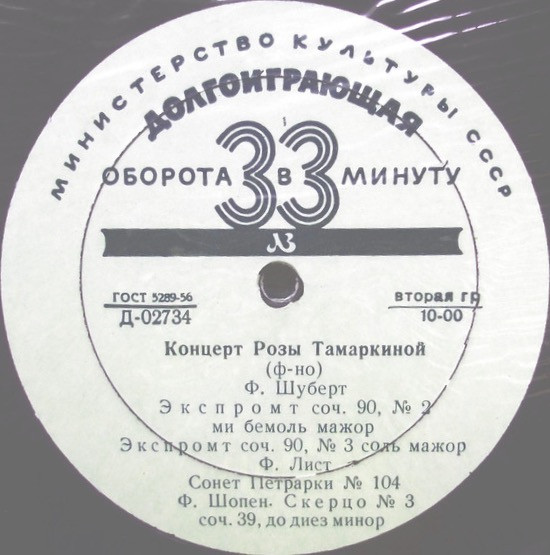 МИНИСТЕРСТВО КУЛЬТУРЫ СССР
ДОЛГОИГРАЮЩАЯ
ОБОРОТА 33 В МИНУТУ
ГОСТ 5289-56
Д-02734
вторая гр
10-00
Концерт Розы Тамаркиной
(ф-но)
Ф. Шуберт
Экспромт соч. 90, № 2
ми бемоль мажор
Экспромт соч. 90, № 3 соль мажор
Ф. Лист
Сонет Петрарки № 104
Ф. Шопен. Скерцо № 3
соч. 39, до диез минор